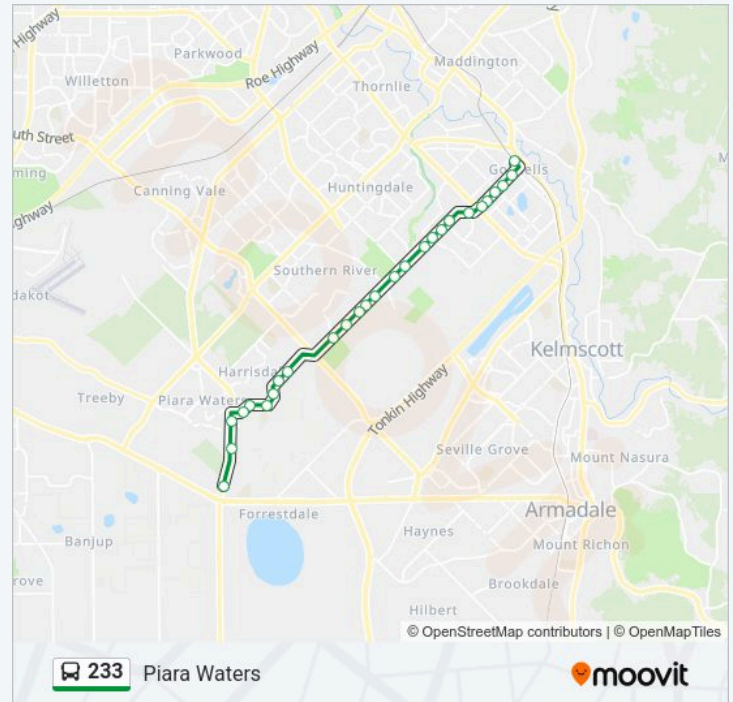 Highway
Parkwood
Roe Highway
Maddington
Willetton
Thornlie
outh Street
ming
Canning Vale
Huntingdale
Gosnells
ghway
Southern River
dakot
Kelmscott
Harrisdale
Treeby
Piara Waters
Tonkin Highway
Seville Grove
Mount Nasura
Forrestdale
Armadale
Haynes
Banjup
Mount Richon
rove
Brookdale
Hilbert
© OpenStreetMap contributors | © OpenMapTiles
233 Piara Waters
moovit